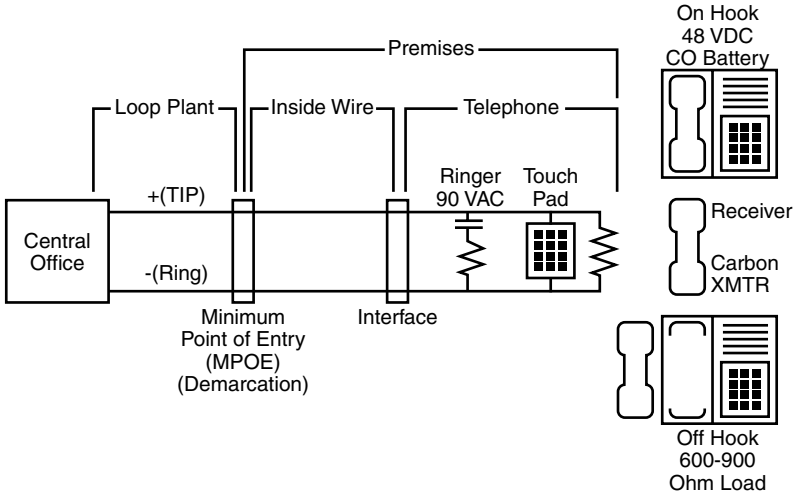 Premises
Loop Plant
Inside Wire
Telephone
+(TIP)
Ringer
90 VAC
Touch
Pad
Central
Office
-(Ring)
Minimum
Point of Entry
(MPOE)
(Demarcation)
Interface
On Hook
48 VDC
CO Battery
Receiver
Carbon
XMTR
Off Hook
600-900
Ohm Load